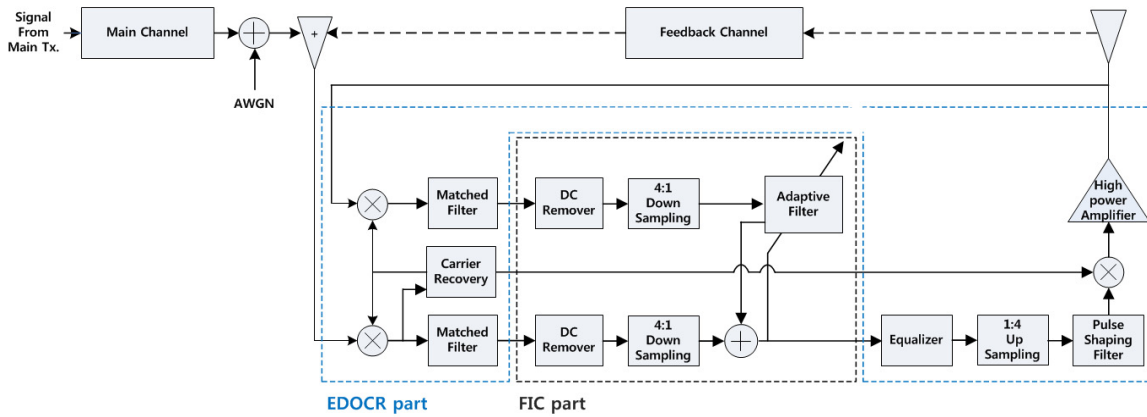 Signal
From
Main Tx.
Main Channel
+
Feedback Channel
AWGN
Matched
Filter
DC
Remover
4:1
Down
Sampling
Adaptive
Filter
High
power
Amplifier
Carrier
Recovery
Matched
Filter
DC
Remover
4:1
Down
Sampling
Equalizer
1:4
Up
Sampling
Pulse
Shaping
Filter
EDOCR part
FIC part